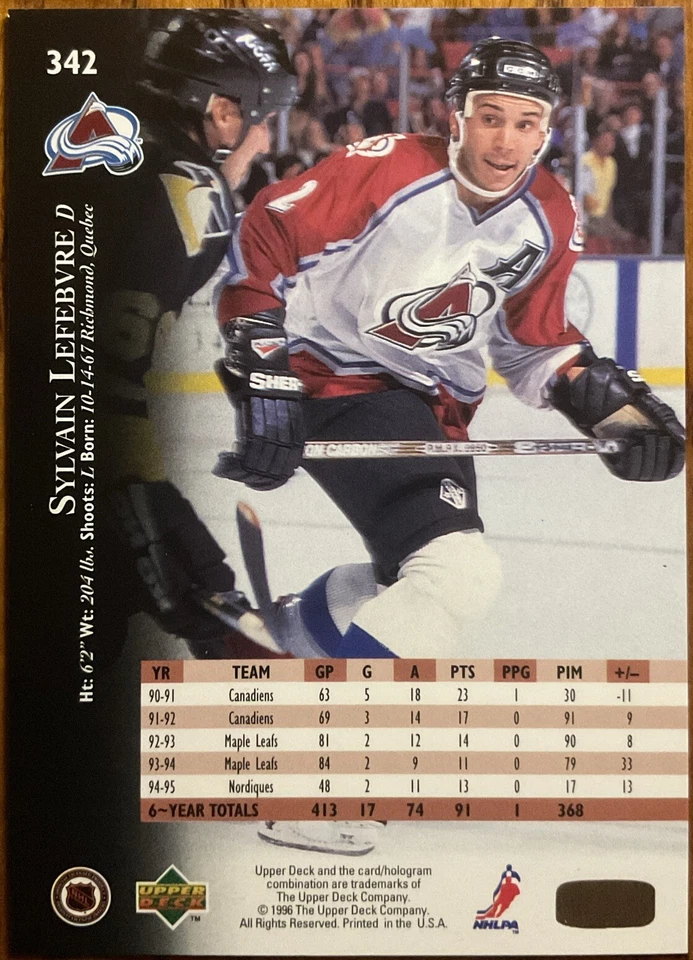 342
SYLVAIN LEFEBVRE D
Ht: 6'2" Wt: 204 lbs. Shoots: L Born: 10-14-67 Richmond, Quebec
2
A
SHER
ON CARBON
YR TEAM GP G A PTS PPG PIM +/–
90-91 Canadiens 63 5 18 23 1 30 -11
91-92 Canadiens 69 3 14 17 0 91 9
92-93 Maple Leafs 81 2 12 14 0 90 8
93-94 Maple Leafs 84 2 9 11 0 79 33
94-95 Nordiques 48 2 11 13 0 17 13
6~YEAR TOTALS 413 17 74 91 1 368
NHL
UPPER DECK ™
Upper Deck and the card/hologram
combination are trademarks of
The Upper Deck Company.
© 1996 The Upper Deck Company.
All Rights Reserved. Printed in the U.S.A.
NHLPA